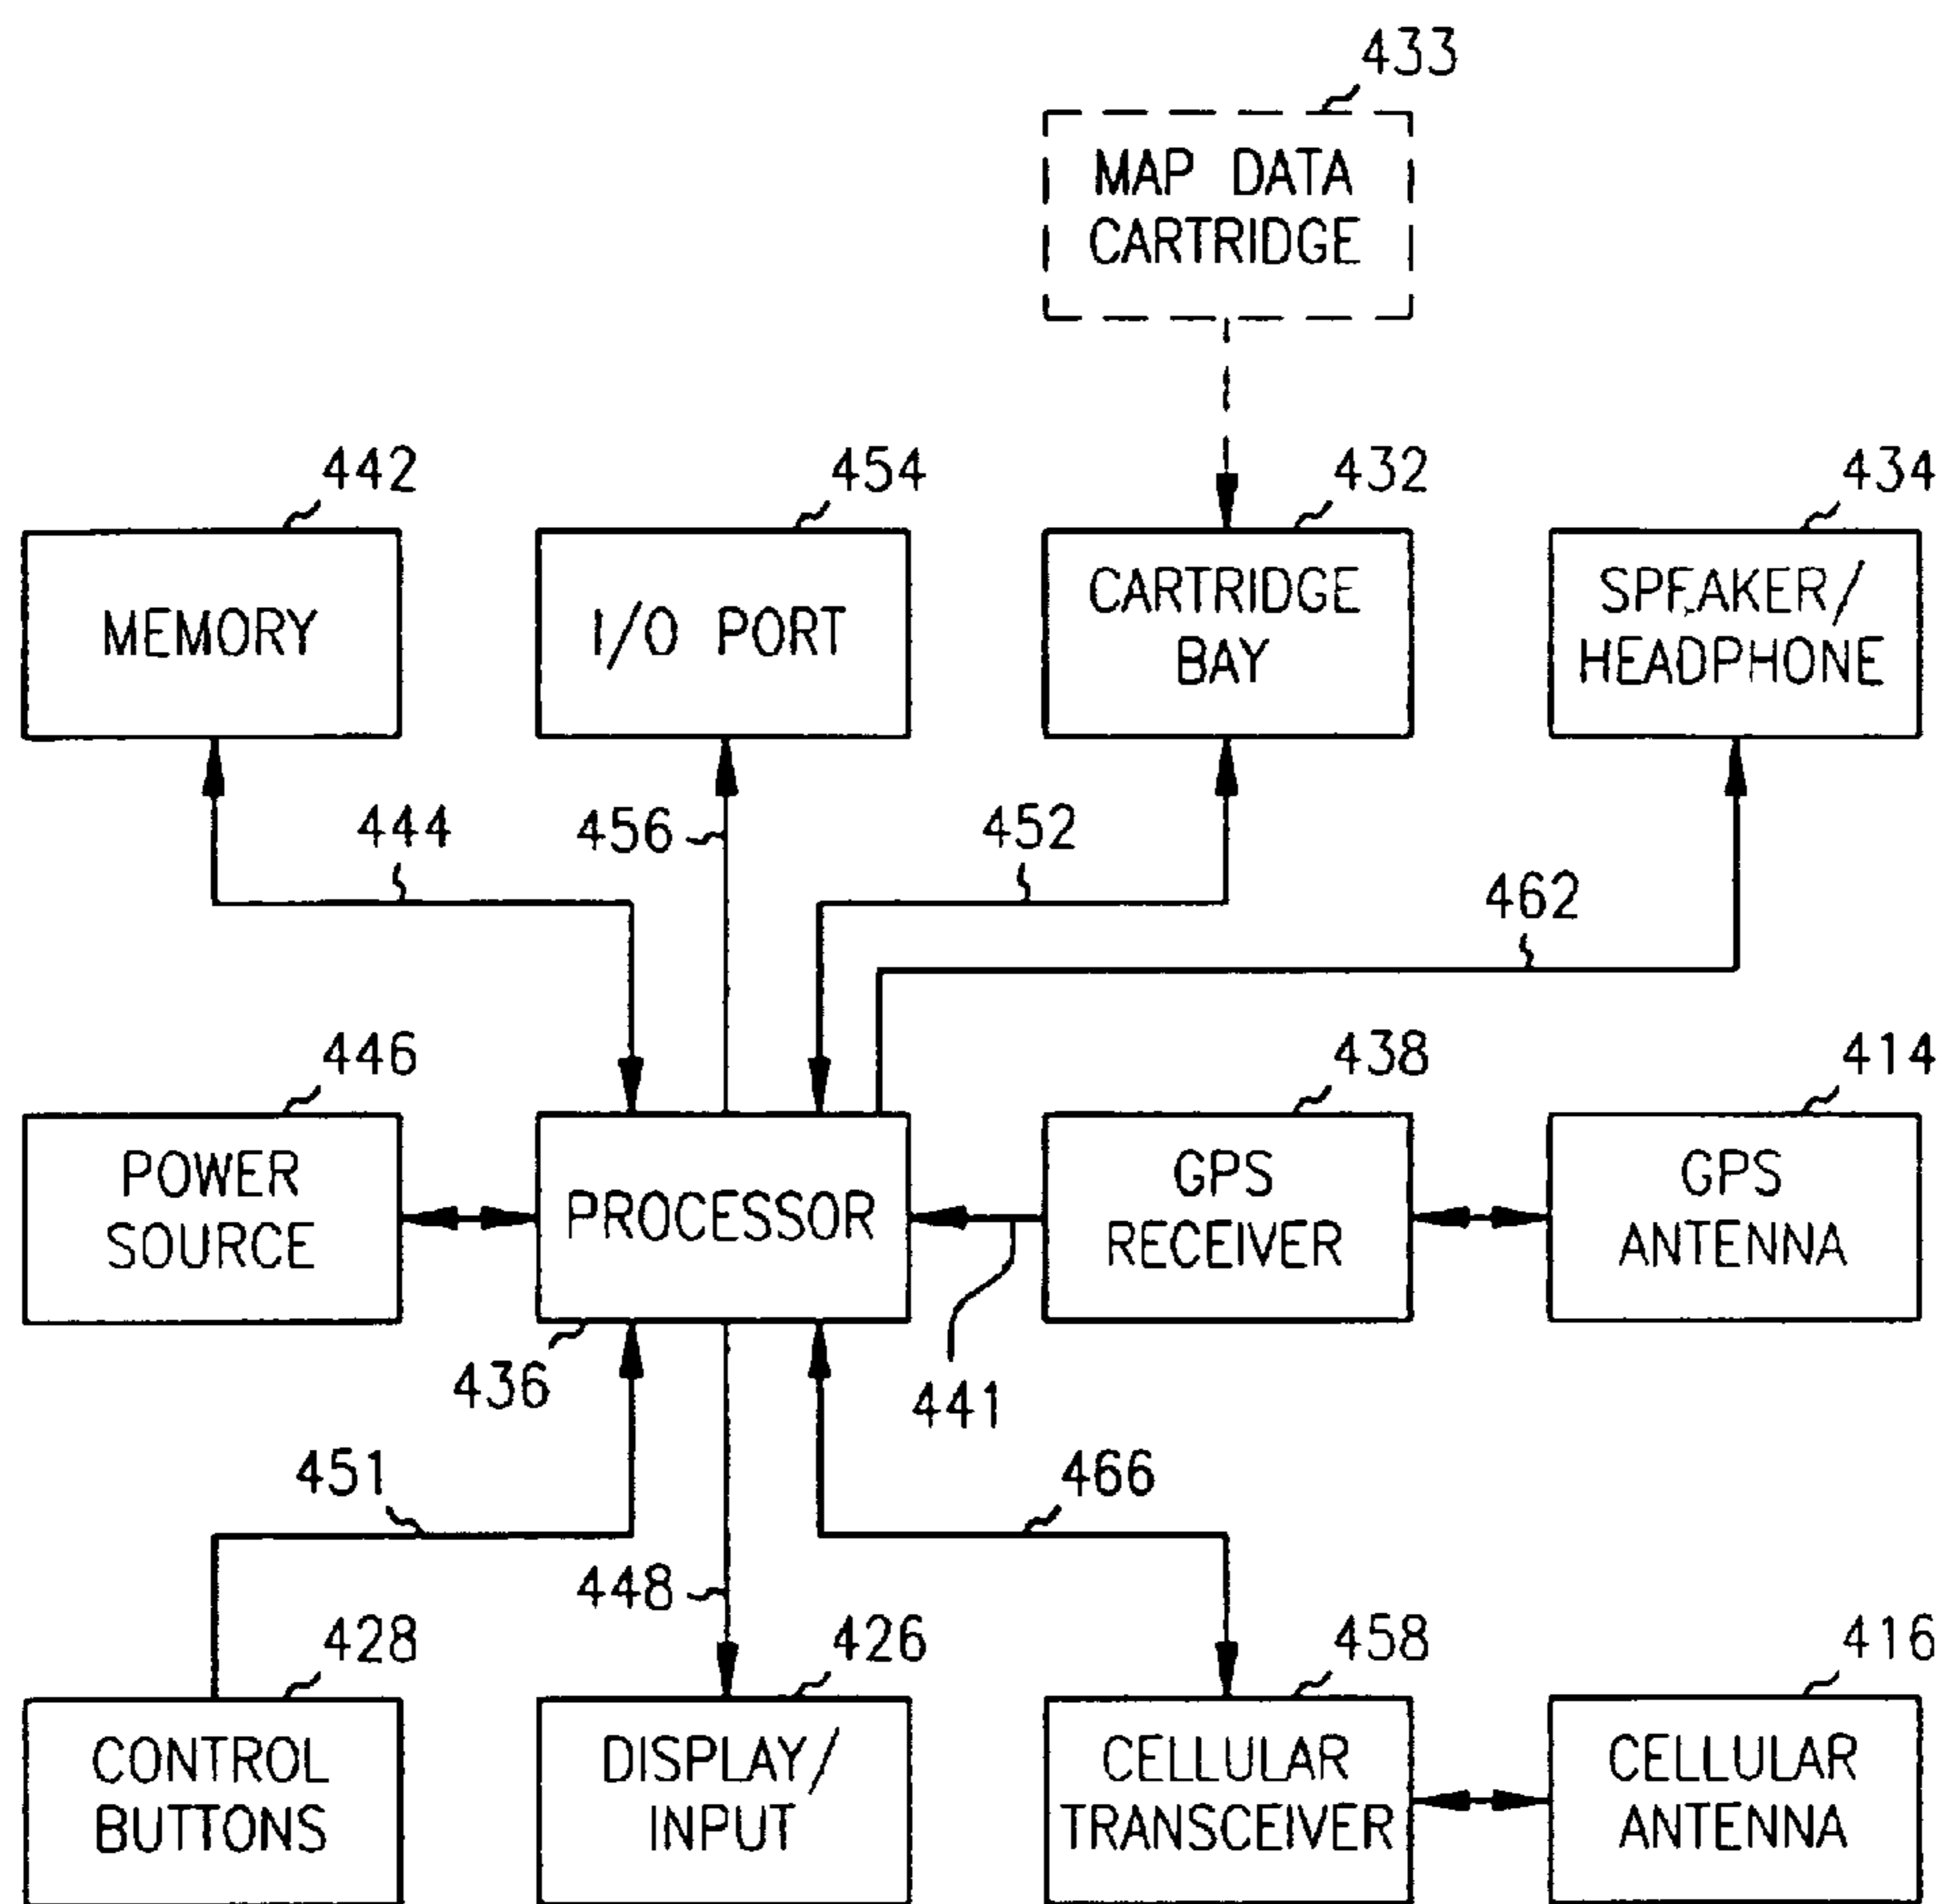 433
MAP DATA
CARTRIDGE
442
454
432
434
MEMORY
I/O PORT
CARTRIDGE
BAY
SPEAKER/
HEADPHONE
444
456
452
462
446
438
414
POWER
SOURCE
PROCESSOR
GPS
RECEIVER
GPS
ANTENNA
436
441
451
466
448
428
426
458
416
CONTROL
BUTTONS
DISPLAY/
INPUT
CELLULAR
TRANSCEIVER
CELLULAR
ANTENNA